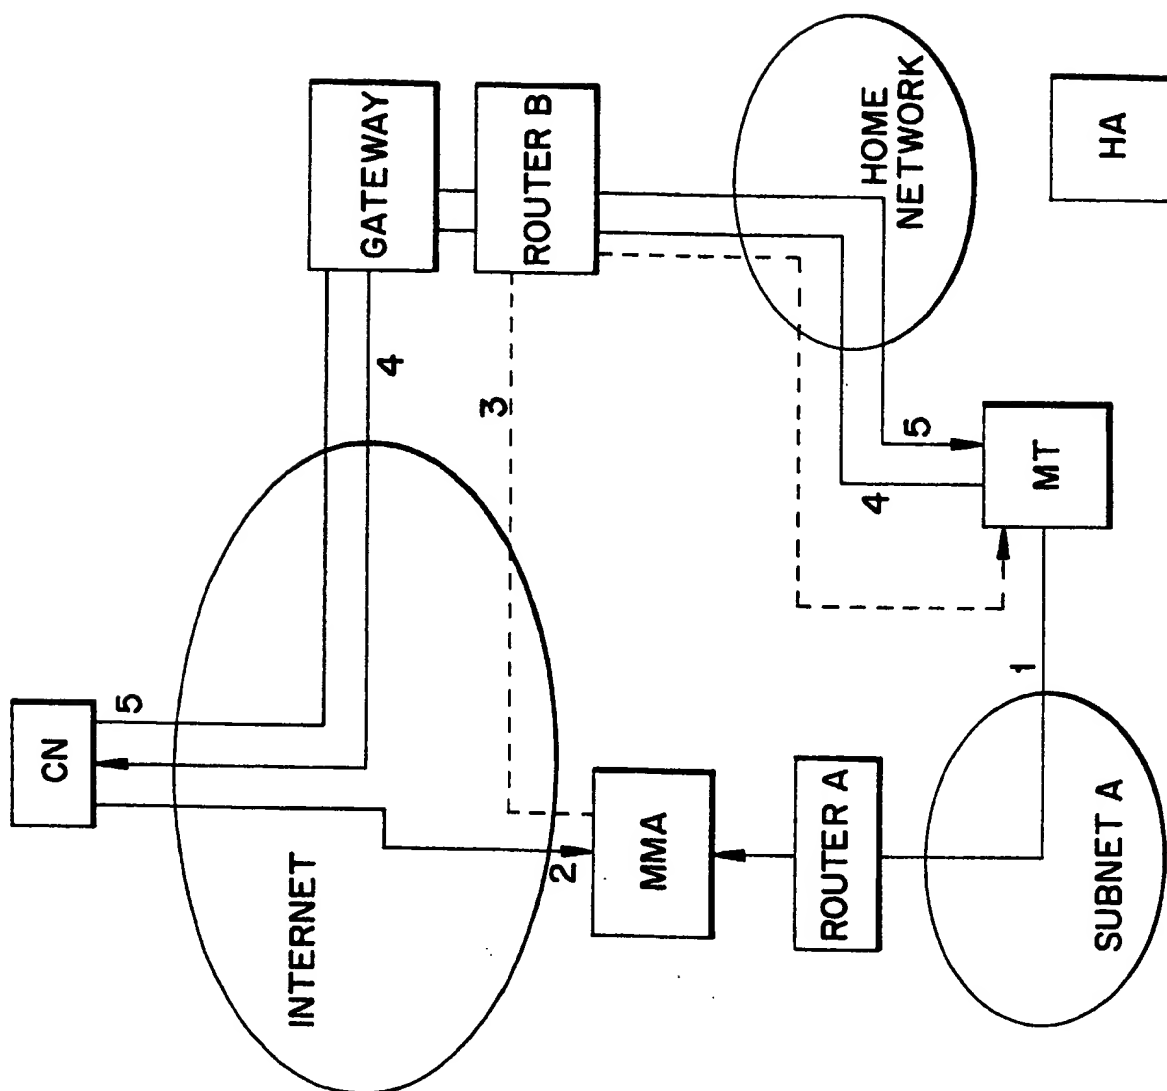 CN
5
INTERNET
2
MMA
ROUTER A
SUBNET A
1
MT
4
5
3
4
GATEWAY
ROUTER B
HOME
NETWORK
HA